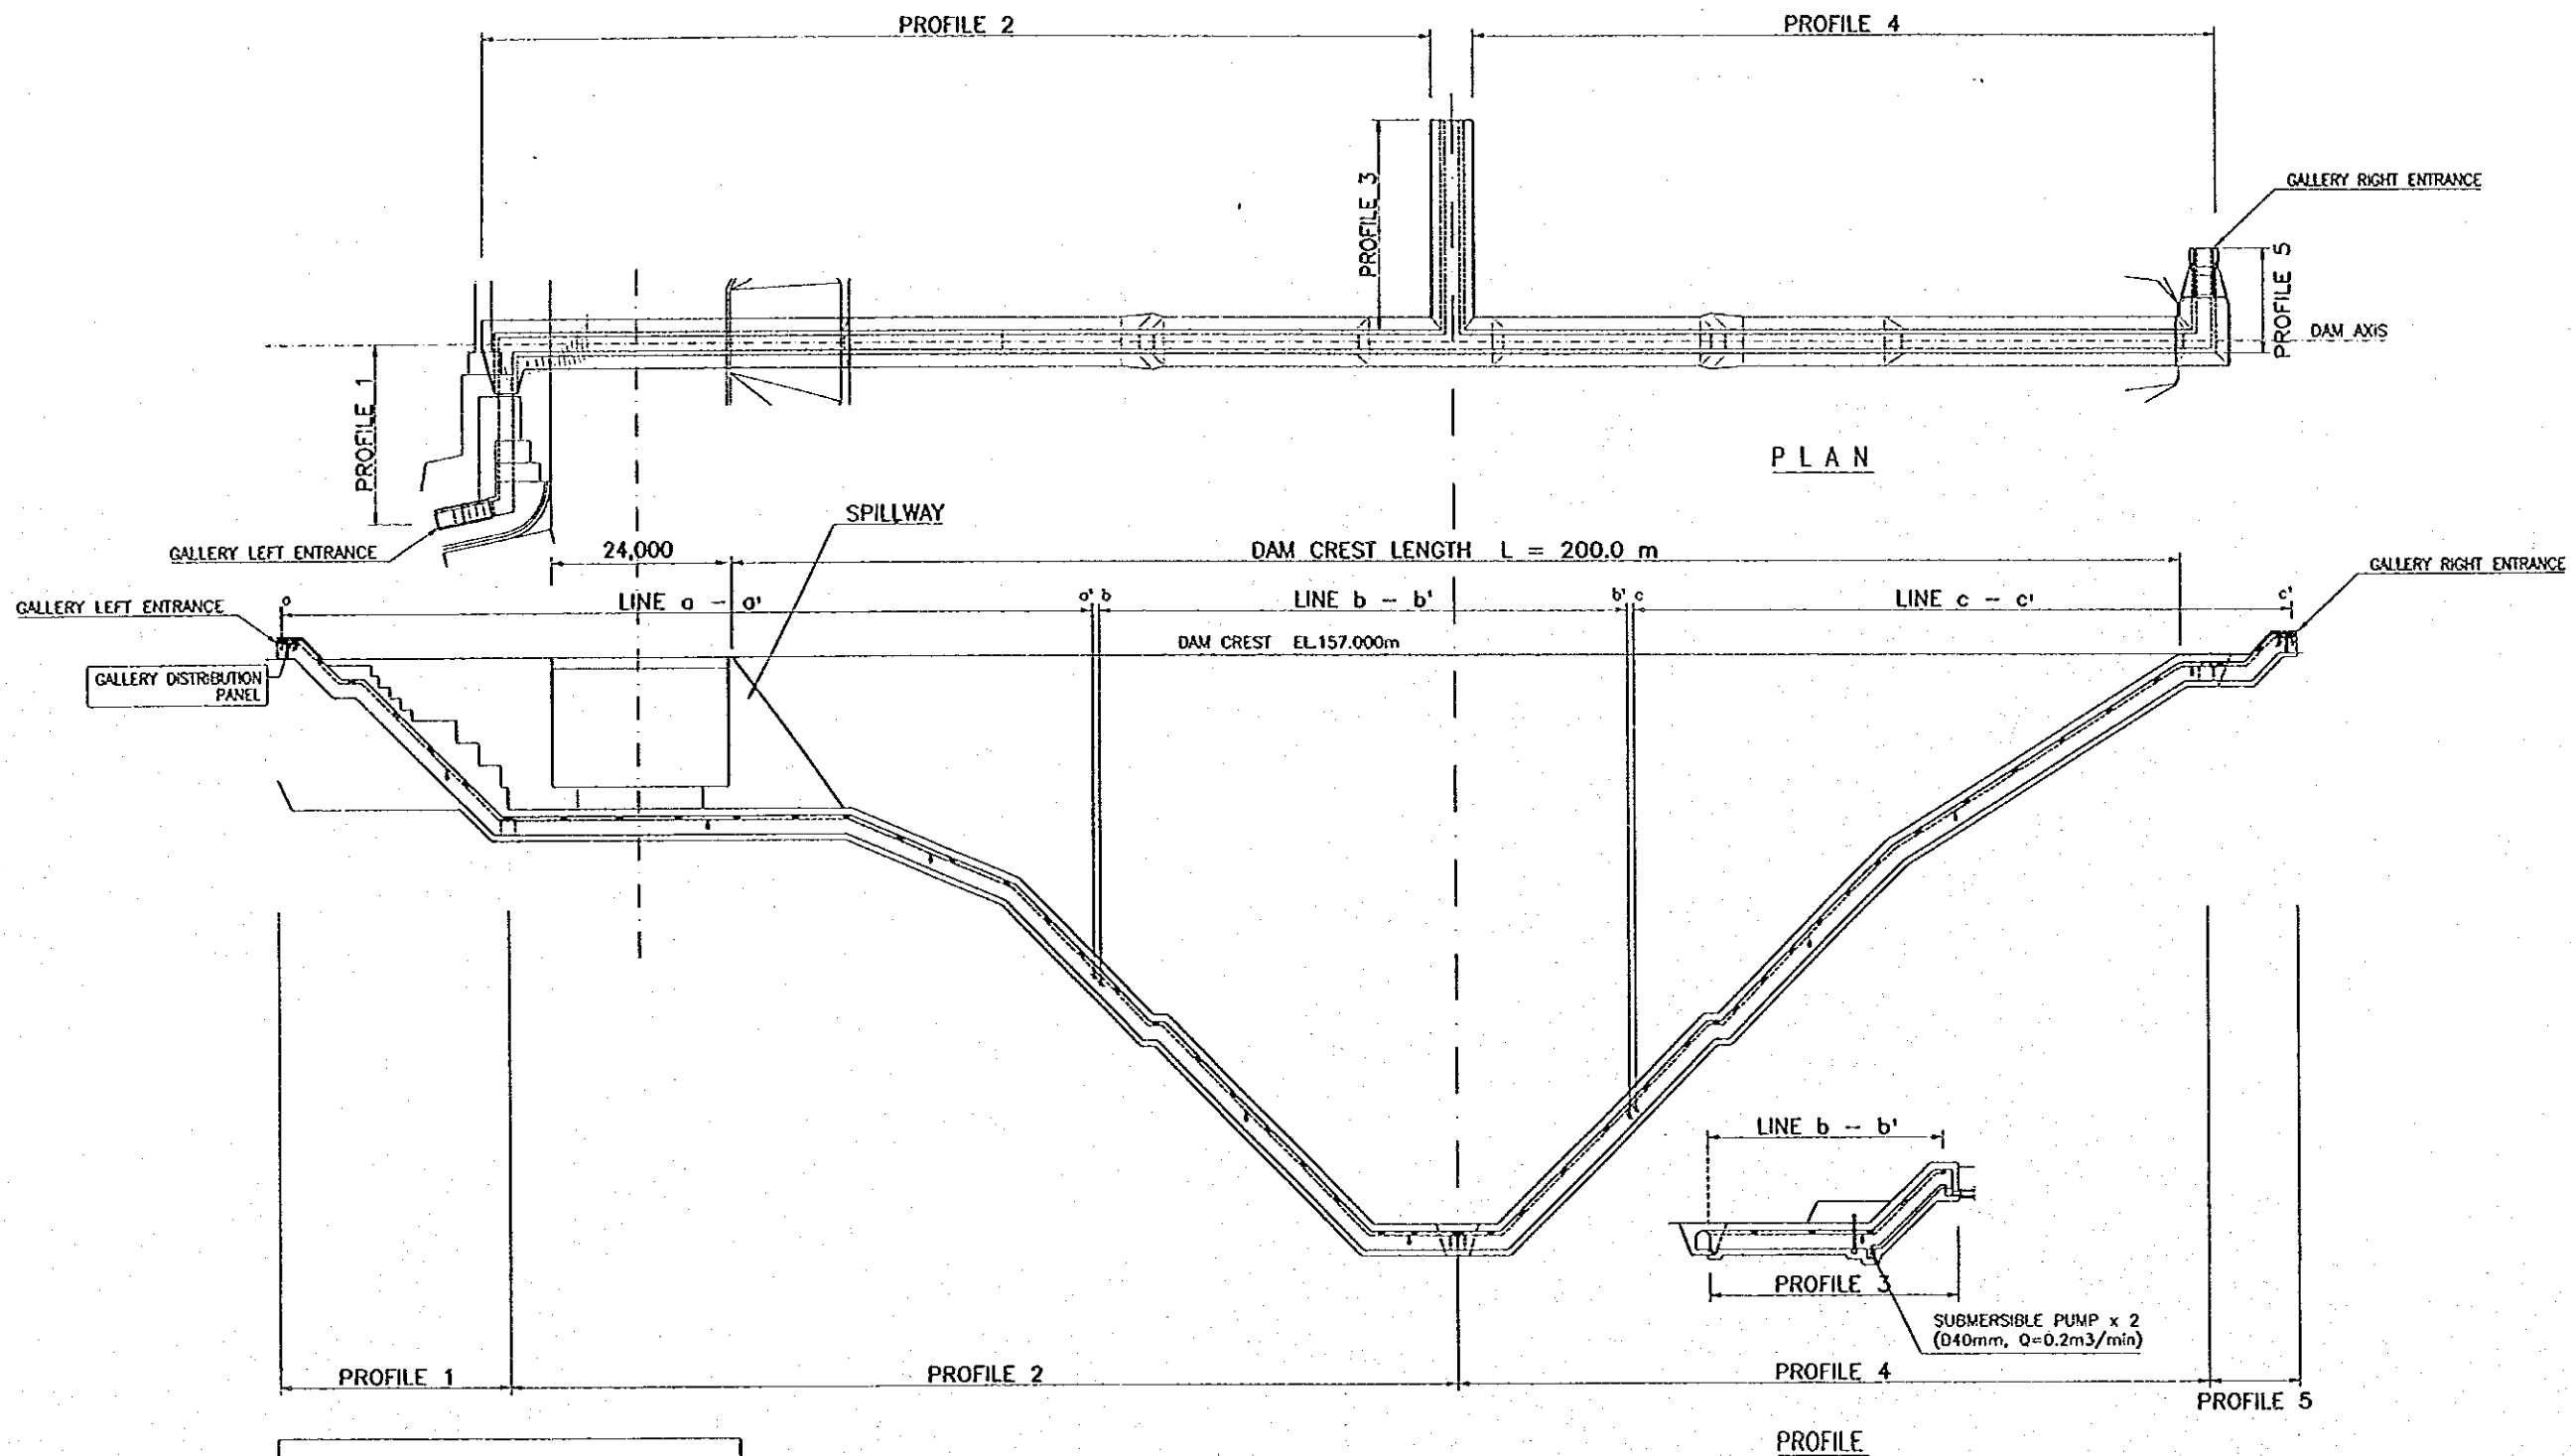 PROFILE 2
PROFILE 4
PROFILE 3
GALLERY RIGHT ENTRANCE
PROFILE 5
DAM AXIS
PROFILE 1
P L A N
SPILLWAY
GALLERY LEFT ENTRANCE
24,000
DAM CREST LENGTH L = 200.0 m
GALLERY RIGHT ENTRANCE
GALLERY LEFT ENTRANCE
a
LINE a - a'
a' b
LINE b - b'
b' c
LINE c - c'
c'
DAM CREST EL.157.000m
GALLERY DISTRIBUTION
PANEL
LINE b - b'
PROFILE 3
SUBMERSIBLE PUMP x 2
(D40mm, Q=0.2m3/min)
PROFILE 1
PROFILE 2
PROFILE 4
PROFILE 5
PROFILE